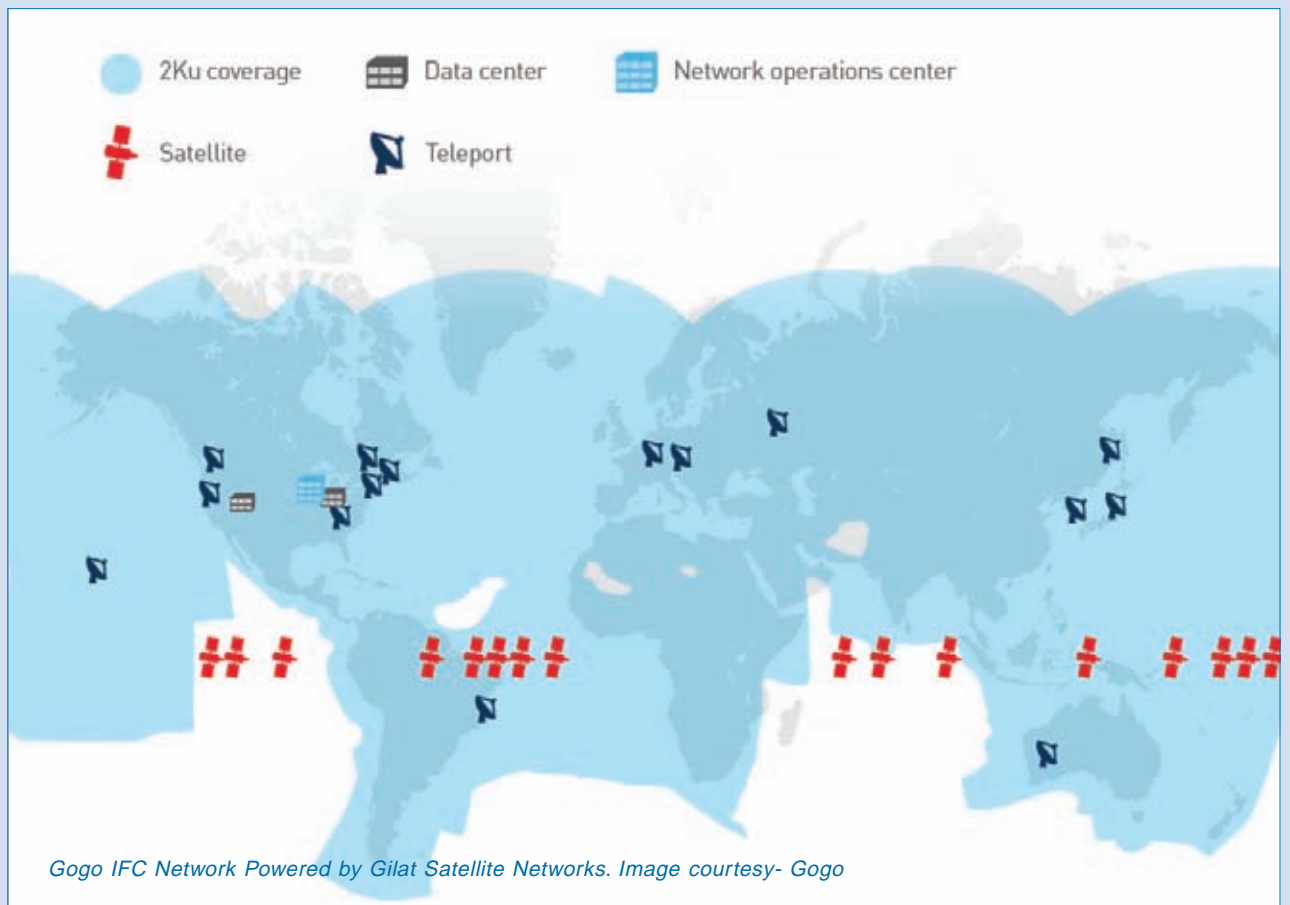 2Ku coverage Data center Network operations center
Satellite Teleport
Gogo IFC Network Powered by Gilat Satellite Networks. Image courtesy- Gogo